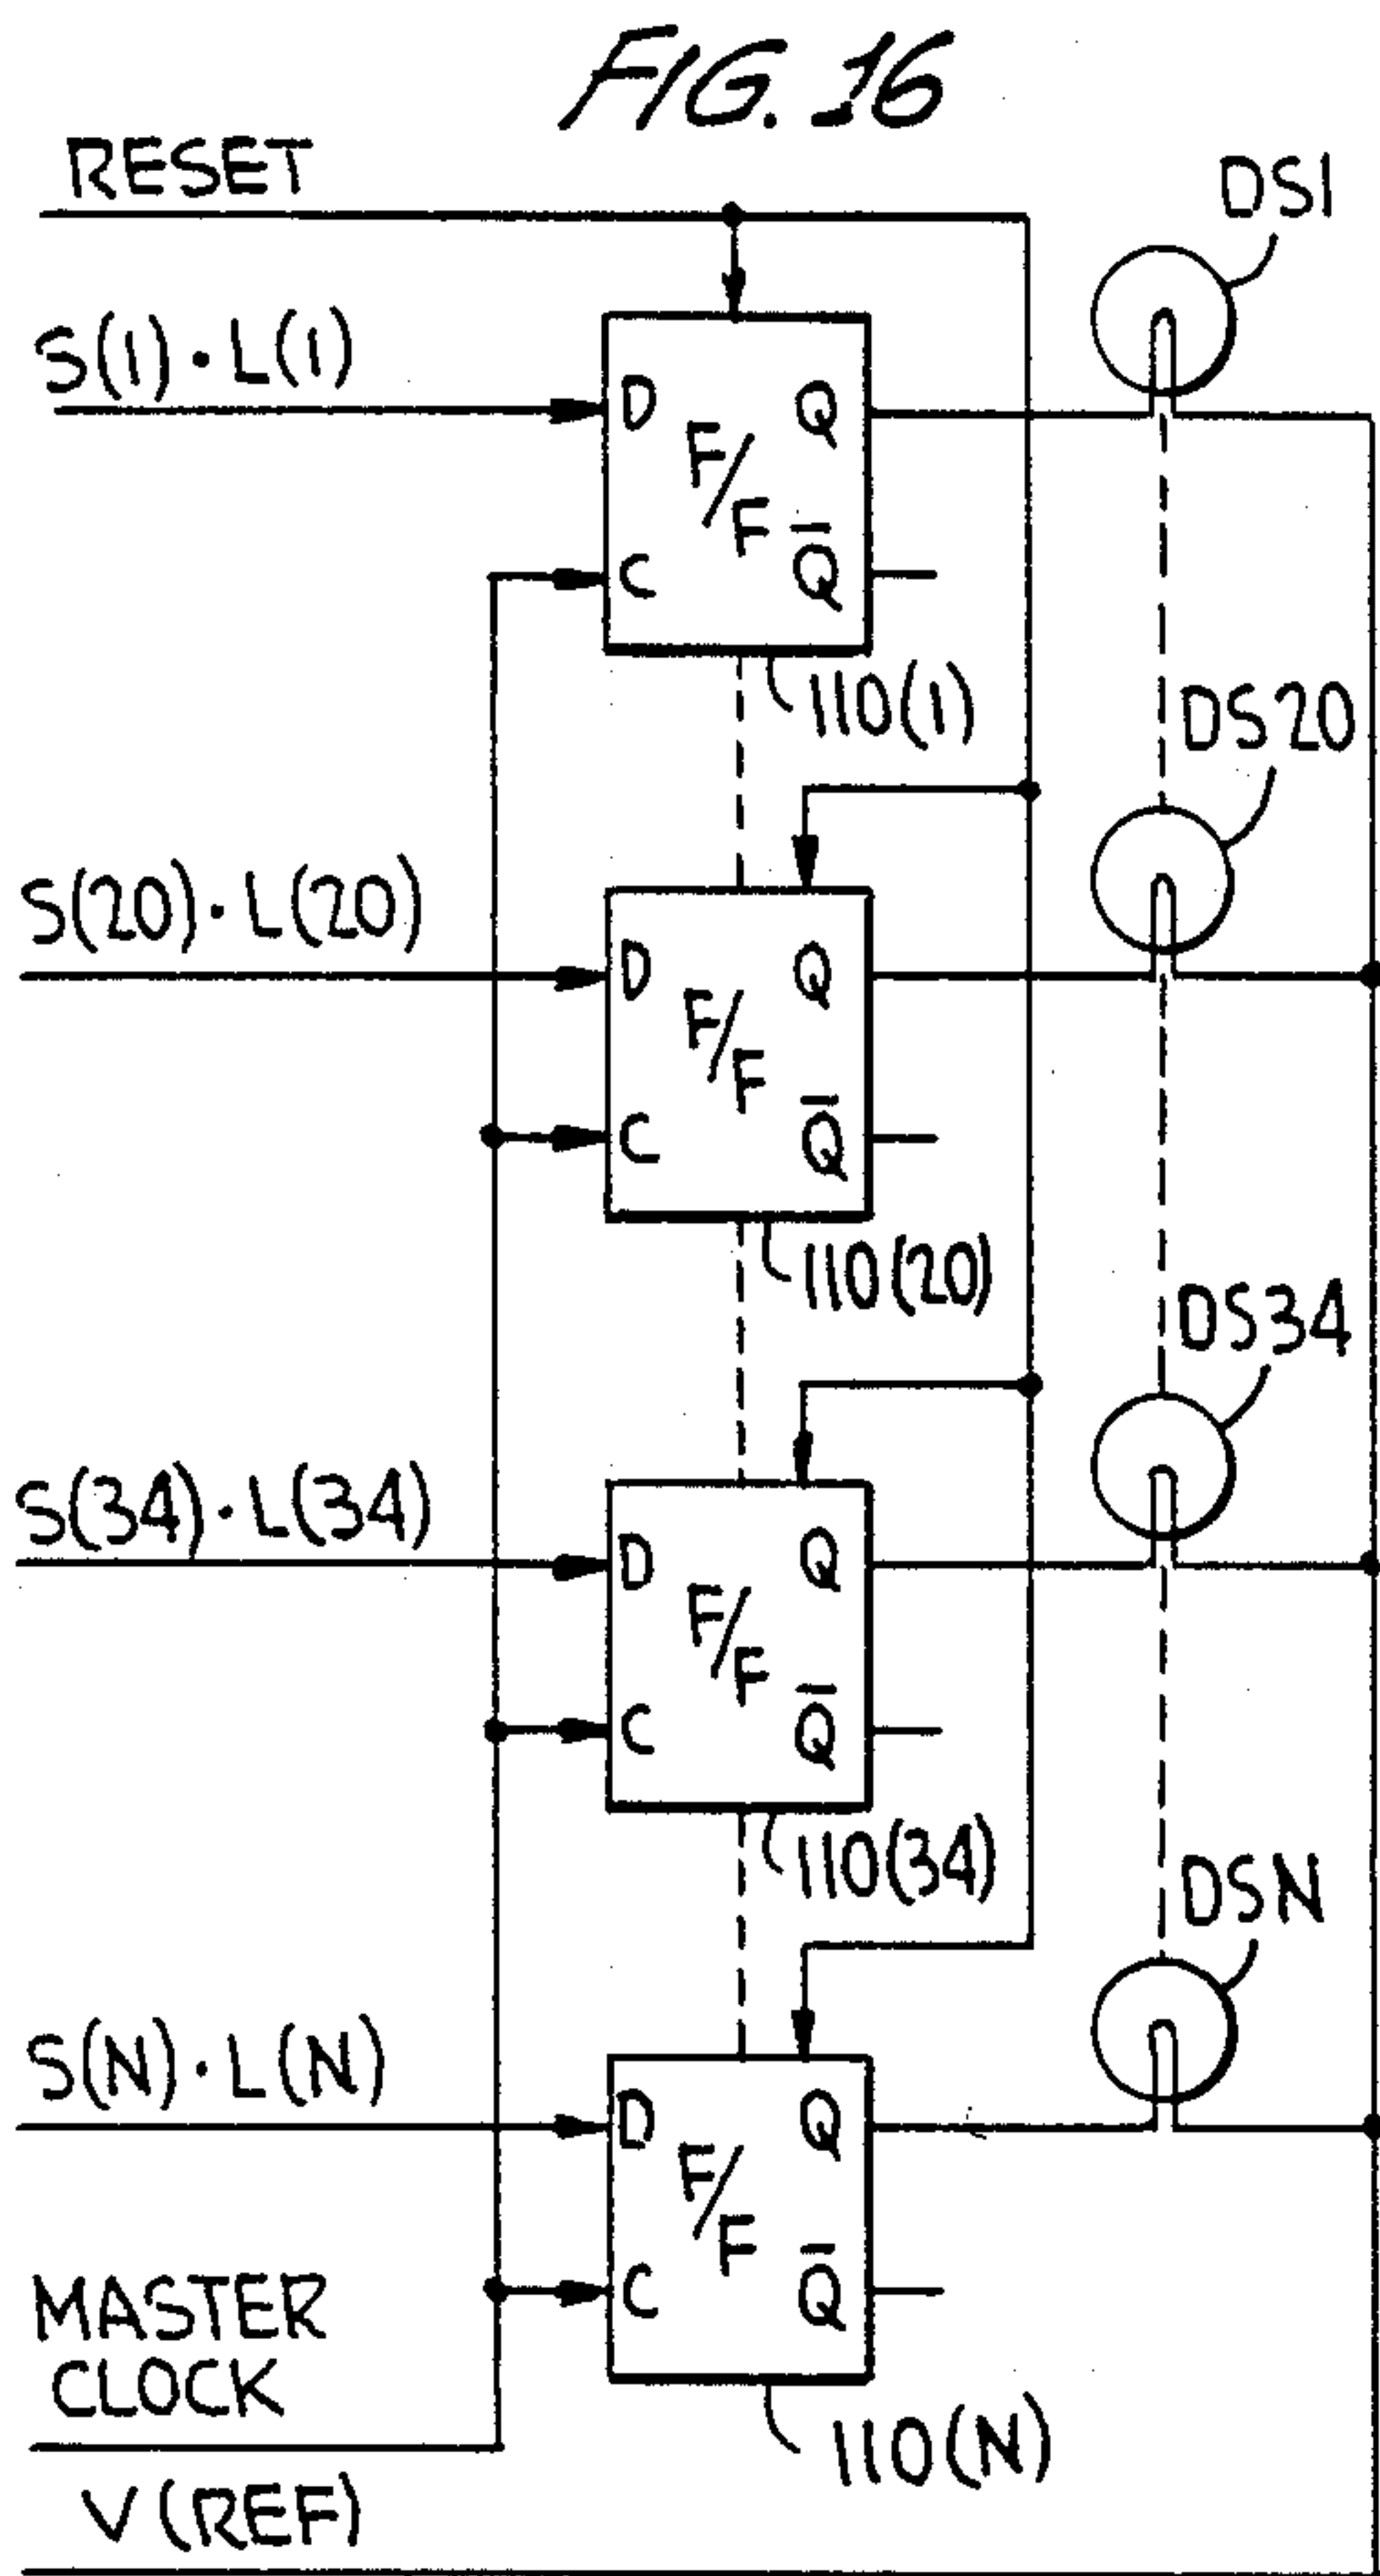 FIG. 16
RESET
DS1
S(1)·L(1)
D
Q
F/F
C
Q̅
110(1)
DS20
S(20)·L(20)
D
Q
F/F
C
Q̅
110(20)
DS34
S(34)·L(34)
D
Q
F/F
C
Q̅
110(34)
DSN
S(N)·L(N)
D
Q
F/F
C
Q̅
MASTER
CLOCK
110(N)
V(REF)